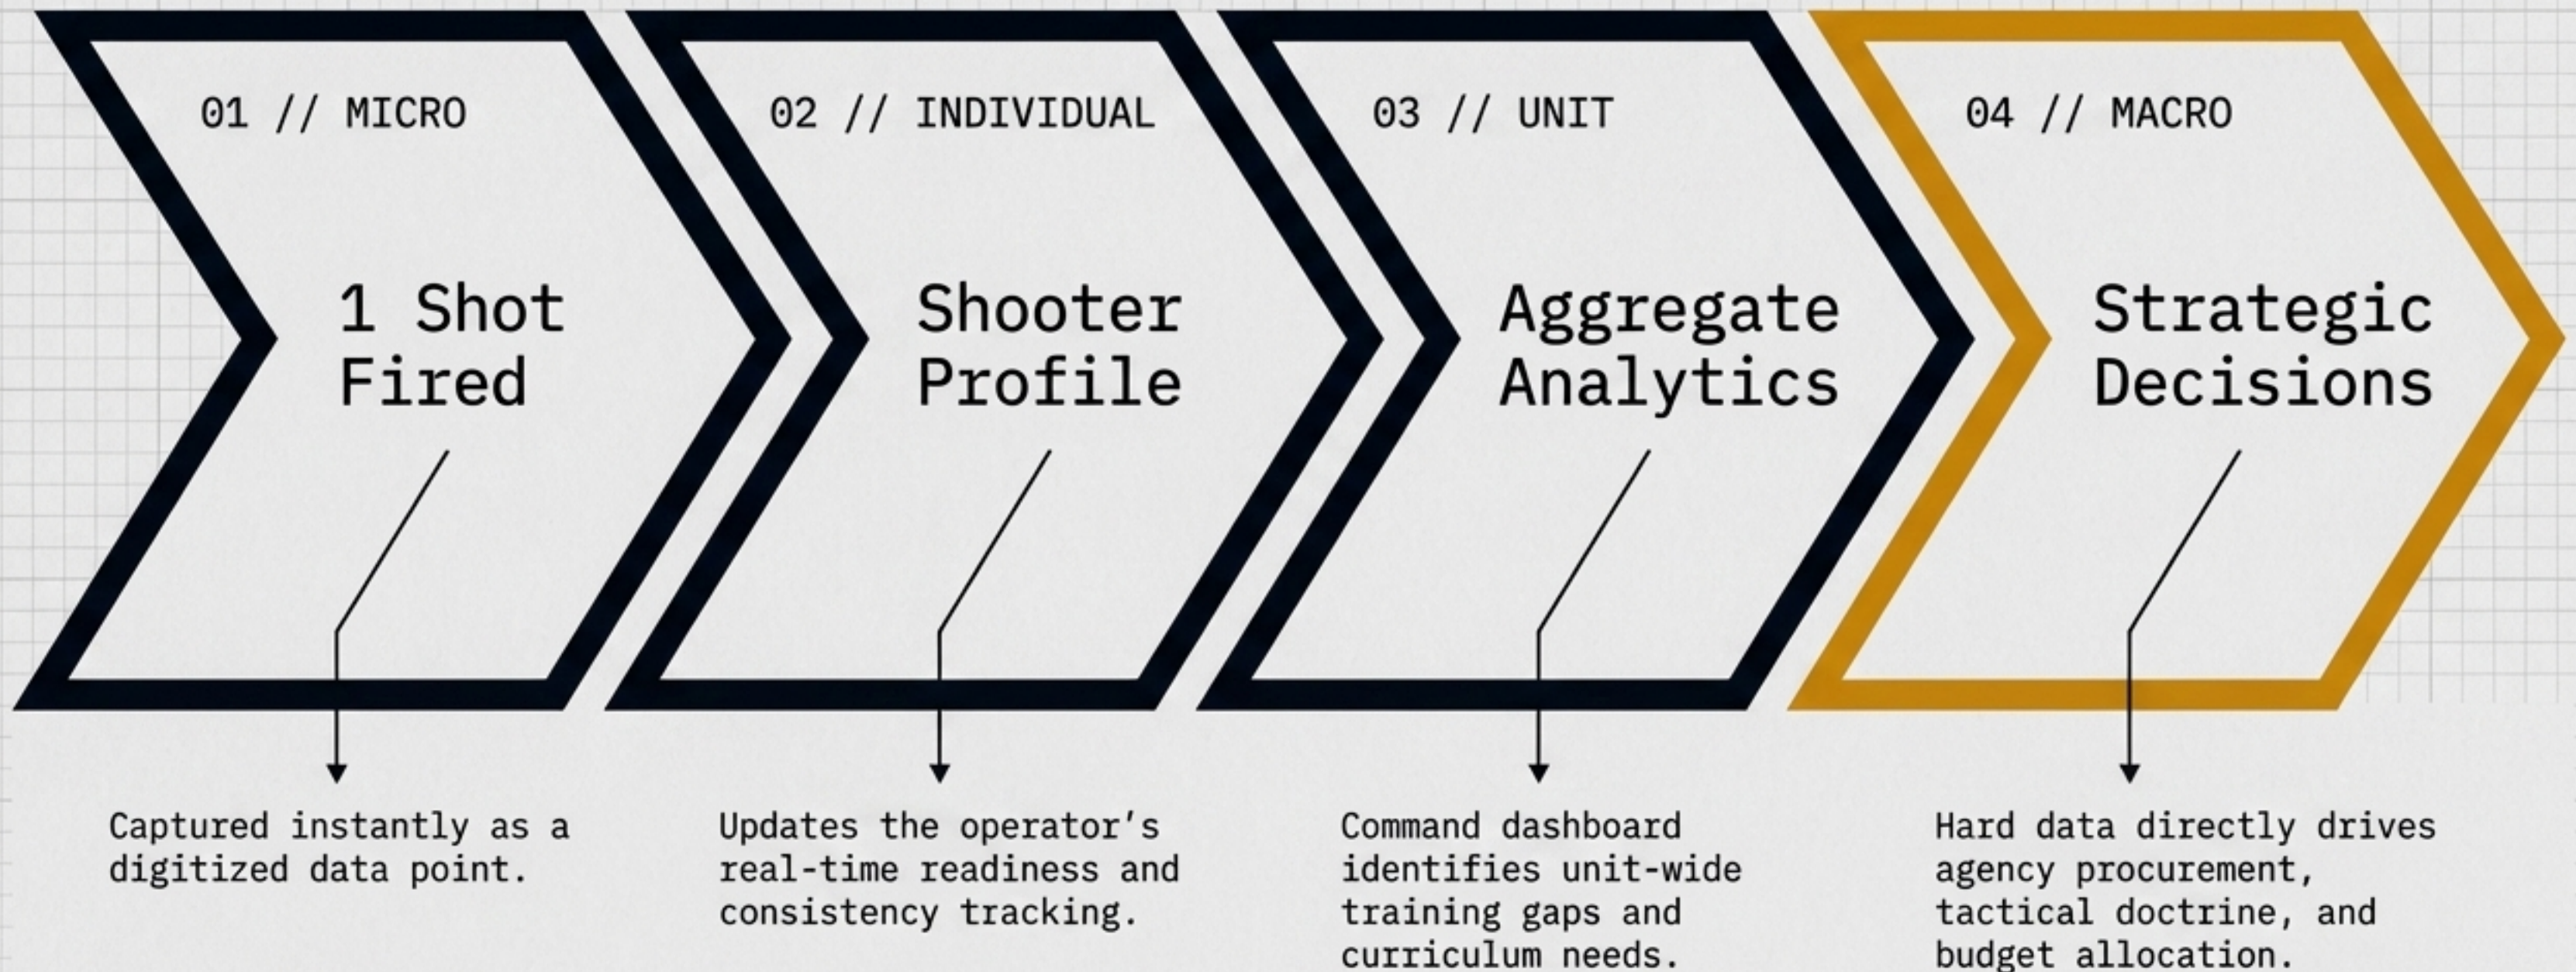 01 // MICRO
1 Shot
Fired
Captured instantly as a
digitized data point.
02 // INDIVIDUAL
Shooter
Profile
Updates the operator’s
real-time readiness and
consistency tracking.
03 // UNIT
Aggregate
Analytics
Command dashboard
identifies unit-wide
training gaps and
curriculum needs.
04 // MACRO
Strategic
Decisions
Hard data directly drives
agency procurement,
tactical doctrine, and
budget allocation.